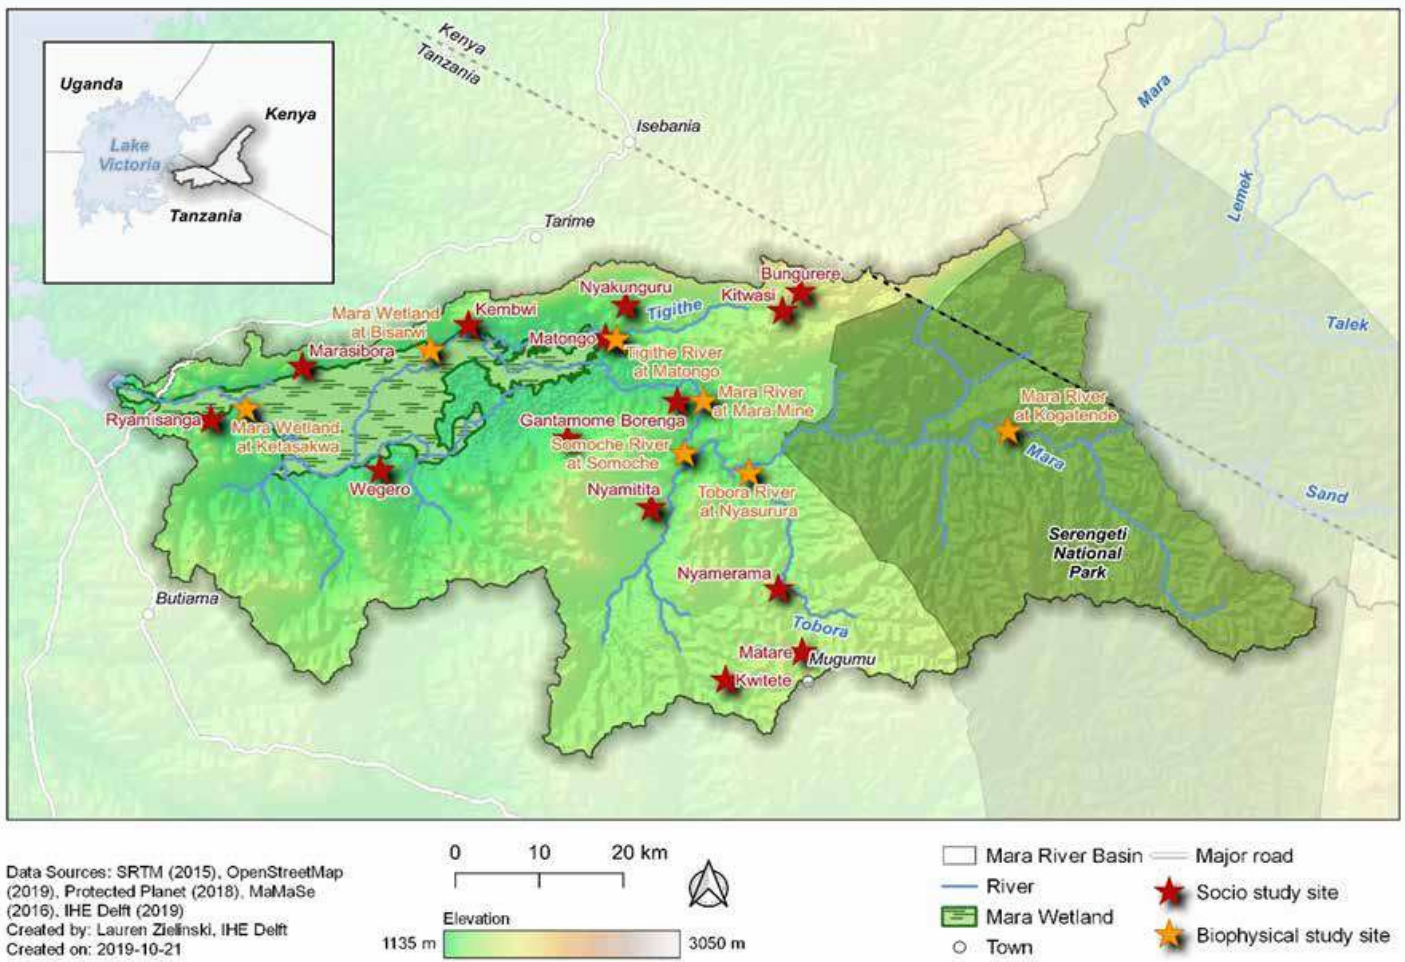 Kenya
Tanzania
Uganda
Kenya
Lake
Victoria
Tanzania
Isebania
Tarime
Mara
Lemek
Talek
Sand
Bungurere
Kitwasi
Nyakunguru
Tigithe
Kembwi
Mara Wetland
at Bisarwi
Matongo
Tigithe River
at Matongo
Marasibora
Mara River
at Mara Mine
Mara River
at Kogatende
Mara
Ryamisanga
Mara Wetland
at Ketasakwa
Gantamome Borenga
Somoche River
at Somoche
Wegero
Nyamitita
Tobora River
at Nyasurura
Serengeti
National
Park
Nyamerama
Butiama
Tobora
Matare
Mugumu
Kwitete
Data Sources: SRTM (2015), OpenStreetMap
(2019), Protected Planet (2018), MaMaSe
(2016), IHE Delft (2019)
Created by: Lauren Zielinski, IHE Delft
Created on: 2019-10-21
0 10 20 km
Elevation
1135 m 3050 m
Mara River Basin
River
Mara Wetland
Town
Major road
Socio study site
Biophysical study site